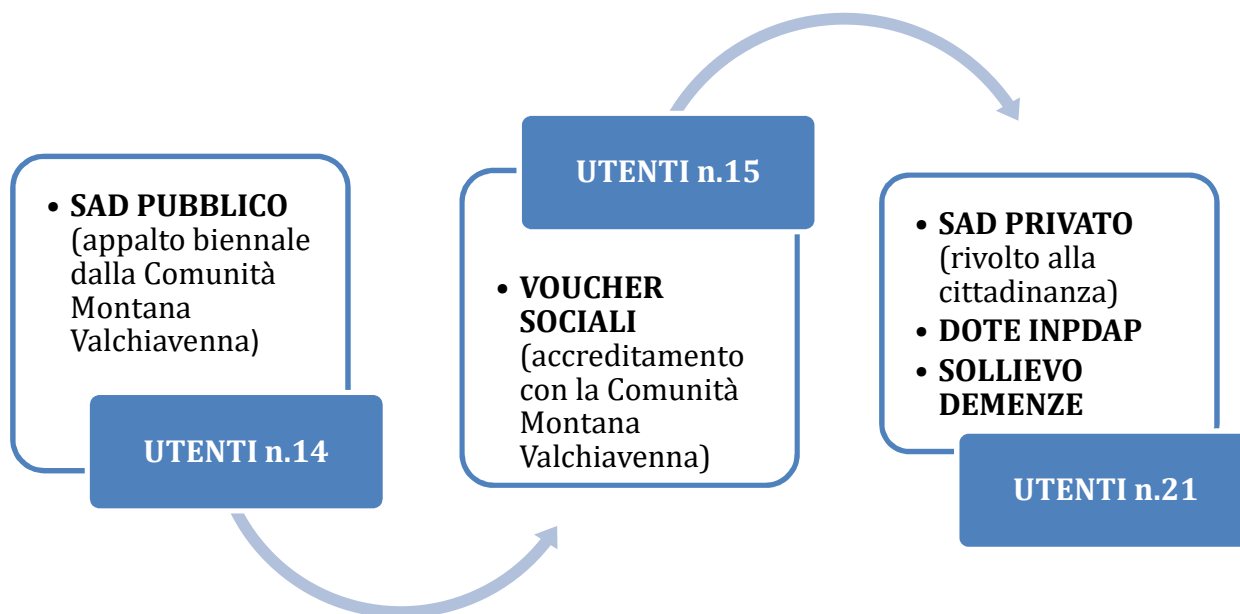 • SAD PUBBLICO
(appalto biennale
dalla Comunità
Montana
Valchiavenna)
UTENTI n.14
UTENTI n.15
• VOUCHER
SOCIALI
(accreditamento
con la Comunità
Montana
Valchiavenna)
• SAD PRIVATO
(rivolto alla
cittadinanza)
• DOTE INPDAP
• SOLLIEVO
DEMENZE
UTENTI n.21